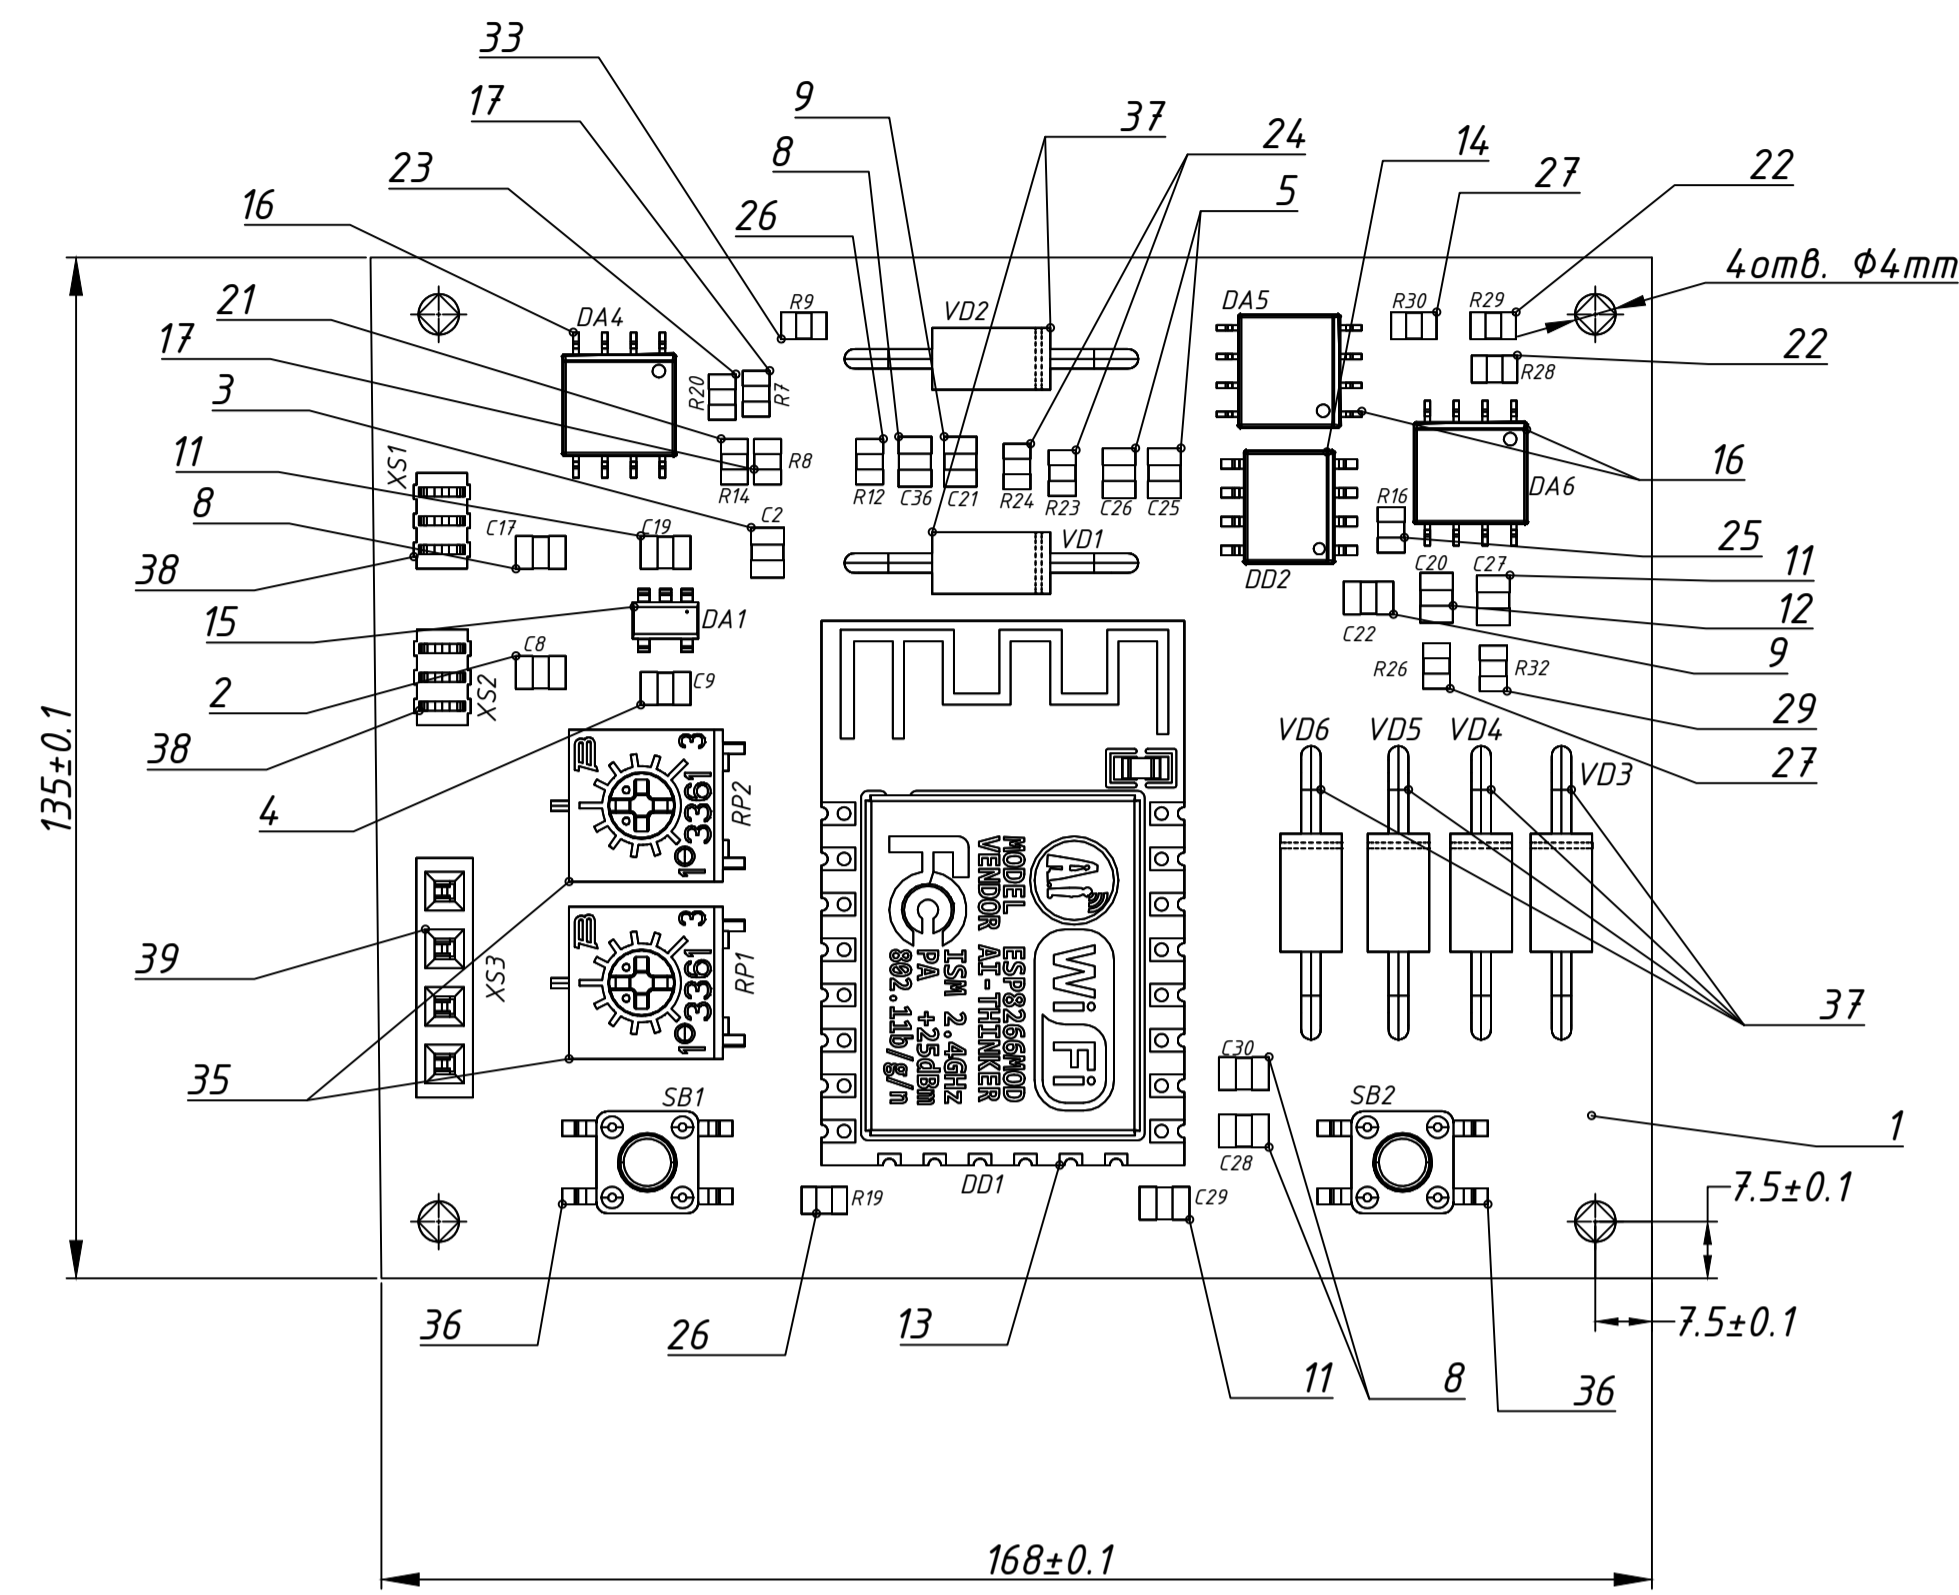 33
17
9
37
8
24
14
23
27
22
5
16
26
4отв. Ф4mm
DA5
R30
R29
21
R9
VD2
DA4
17
22
R28
3
R20
R7
XS1
11
R8
16
R14
R12
C36
C21
R24
R23
C26
C25
DA6
R16
8
C17
C19
C2
VD1
25
38
DD2
C20
C27
11
15
DA1
12
C22
C8
9
R26
R32
2
XS2
C9
29
135±0.1
VD6
VD5
VD4
38
27
VD3
3
3361
1
RP2
4
MODEL
VENDOR
Ai
39
XS3
3
3361
1
RP1
ESP8266MOD
AI-THINKER
ISM 2.4GHz
PA +25dBm
802.11b/g/n
WiFi
37
C30
35
SB1
SB2
1
C28
DD1
R19
C29
7.5±0.1
36
26
13
7.5±0.1
11
8
36
168±0.1